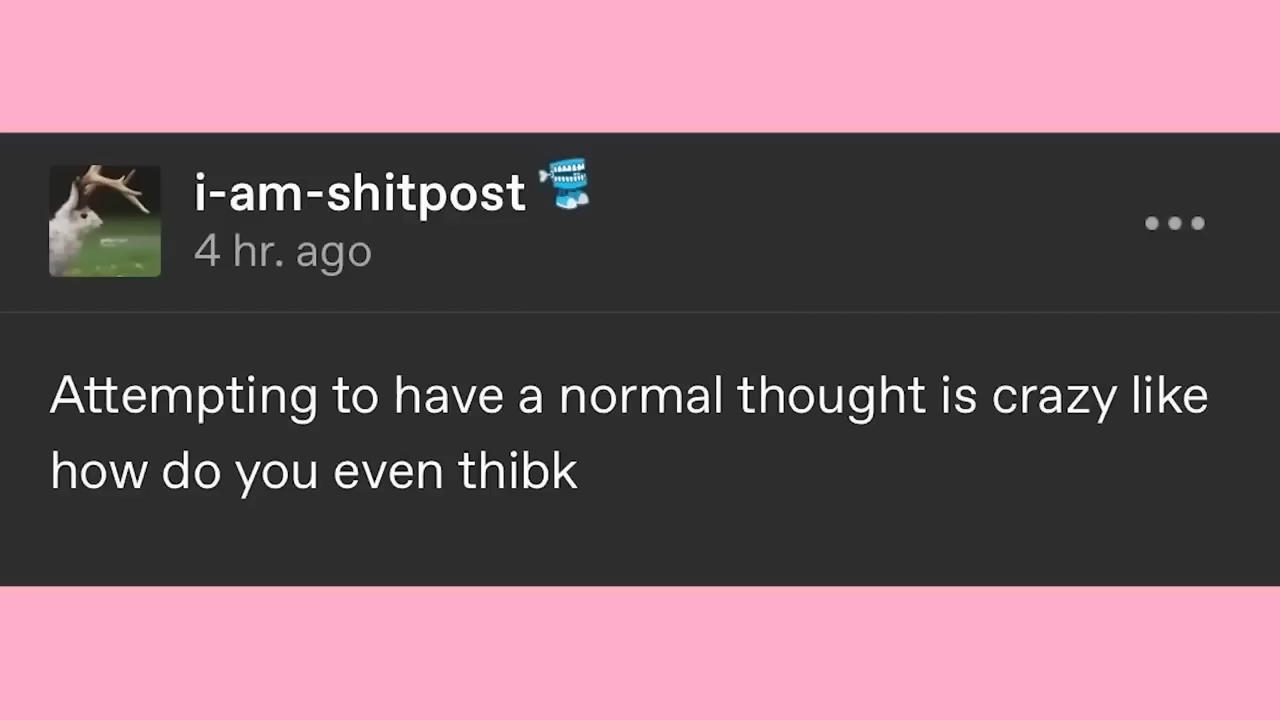 i-am-shitpost
4 hr. ago
Attempting to have a normal thought is crazy like
how do you even thibk